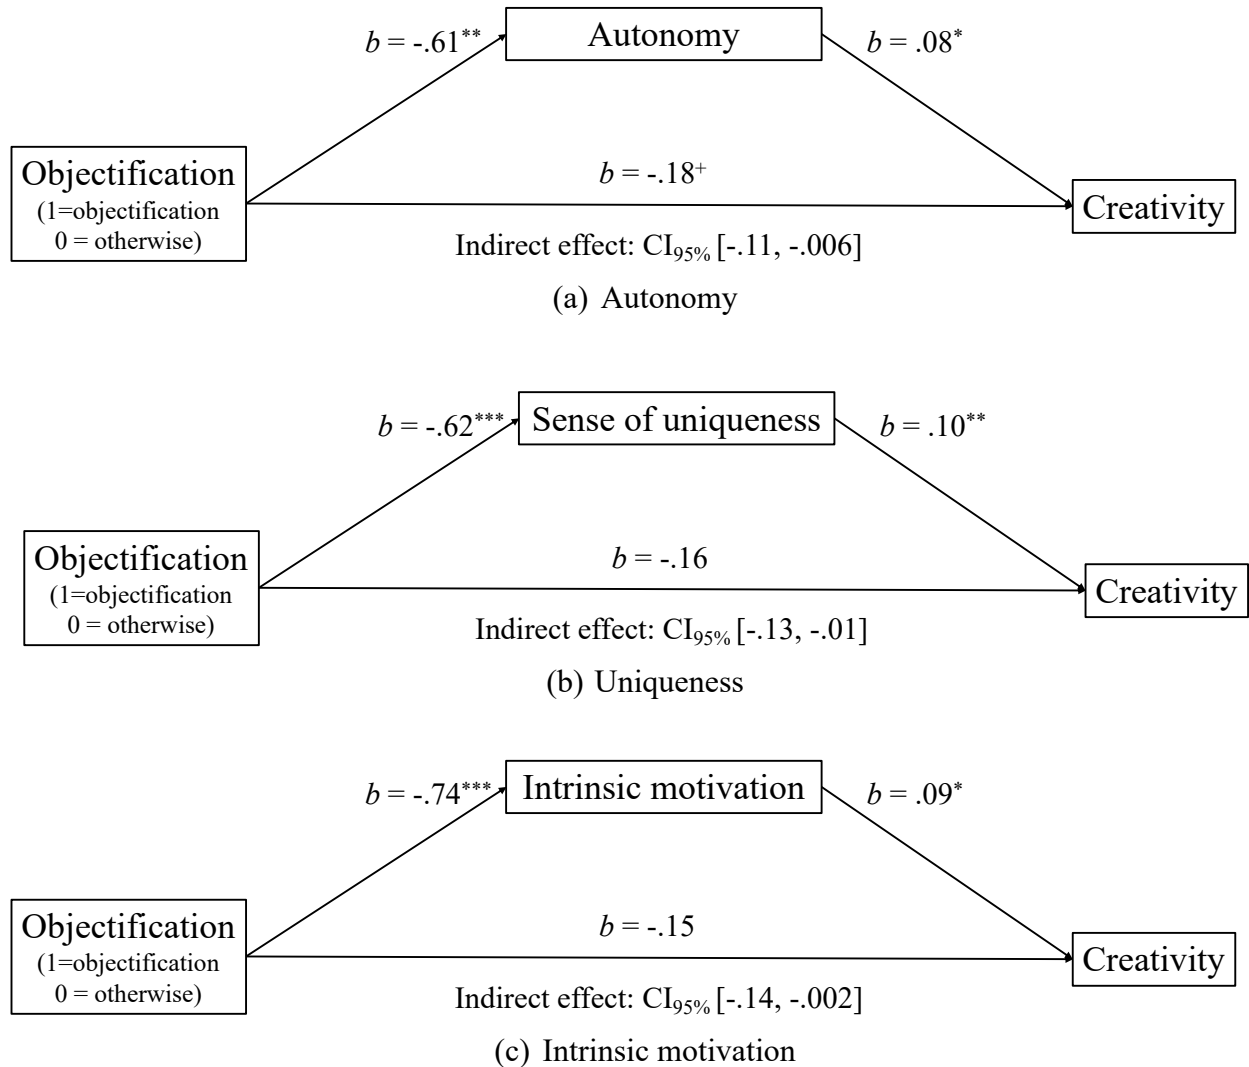 b = -.61** Autonomy b = .08*
Objectification
(1=objectification
0 = otherwise)
b = -.18+
Creativity
Indirect effect: CI95% [-.11, -.006]
(a) Autonomy
b = -.62*** Sense of uniqueness b = .10**
Objectification
(1=objectification
0 = otherwise)
b = -.16
Creativity
Indirect effect: CI95% [-.13, -.01]
(b) Uniqueness
b = -.74*** Intrinsic motivation b = .09*
Objectification
(1=objectification
0 = otherwise)
b = -.15
Creativity
Indirect effect: CI95% [-.14, -.002]
(c) Intrinsic motivation